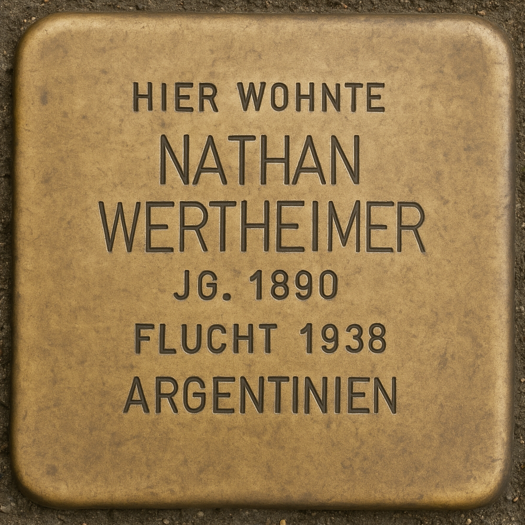 HIER WOHNTE
NATHAN
WERTHEIMER
JG. 1890
FLUCHT 1938
ARGENTINIEN